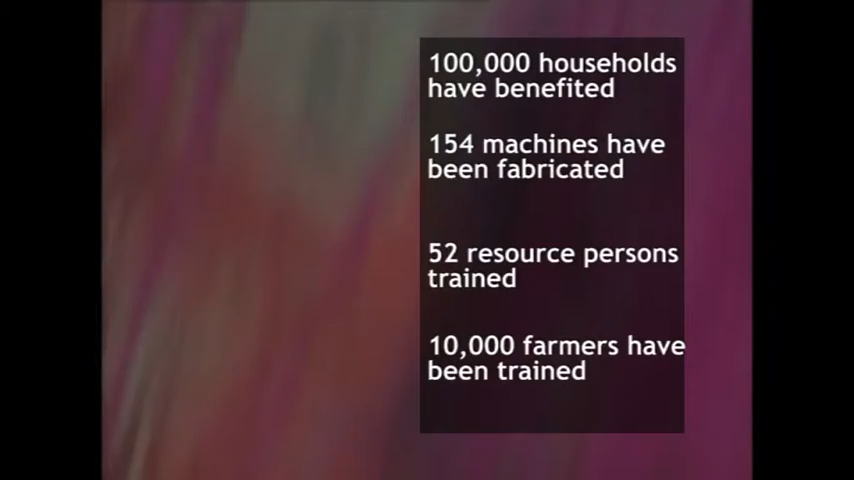 100,000 households
have benefited
154 machines have
been fabricated
52 resource persons
trained
10,000 farmers have
been trained